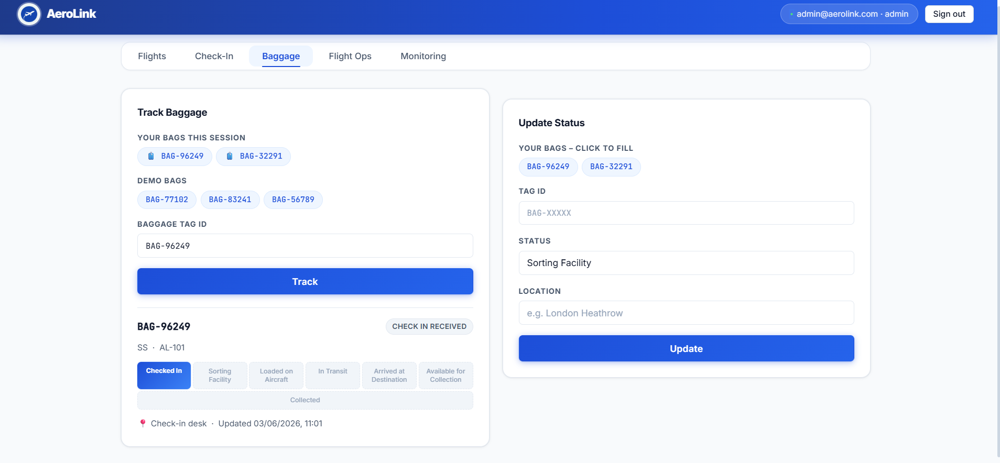 AeroLink
admin@aerolink.com · admin
Sign out
Flights
Check-In
Baggage
Flight Ops
Monitoring
Track Baggage
YOUR BAGS THIS SESSION
BAG-96249
BAG-32291
DEMO BAGS
BAG-77102
BAG-83241
BAG-56789
BAGGAGE TAG ID
BAG-96249
Track
BAG-96249
CHECK IN RECEIVED
SS · AL-101
Checked In
Sorting
Facility
Loaded on
Aircraft
In Transit
Arrived at
Destination
Available for
Collection
Collected
Check-in desk · Updated 03/06/2026, 11:01
Update Status
YOUR BAGS – CLICK TO FILL
BAG-96249
BAG-32291
TAG ID
BAG-XXXXX
STATUS
Sorting Facility
LOCATION
e.g. London Heathrow
Update